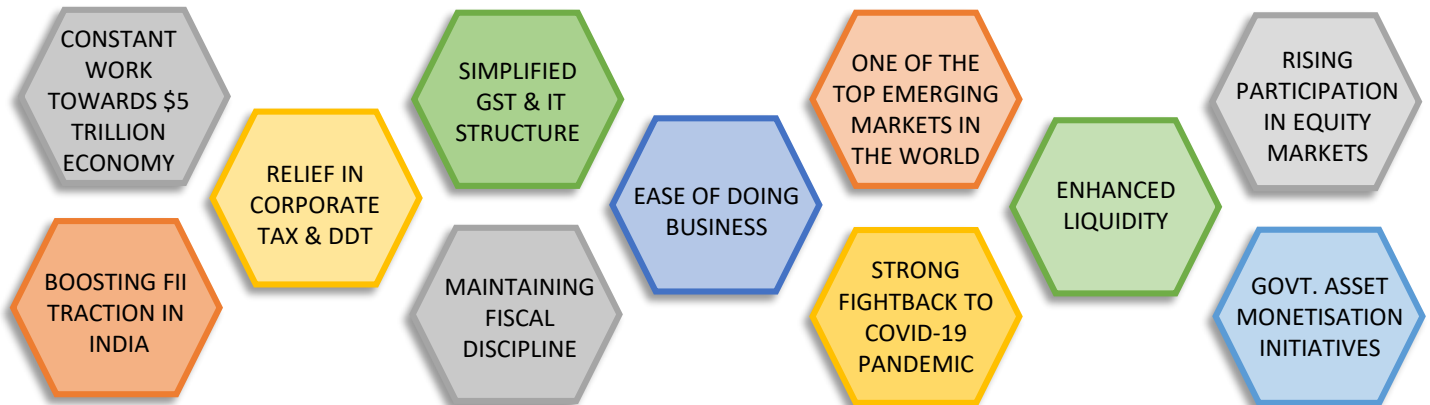 CONSTANT
WORK
TOWARDS $5
TRILLION
ECONOMY
BOOSTING FII
TRACTION IN
INDIA
RELIEF IN
CORPORATE
TAX & DDT
SIMPLIFIED
GST & IT
STRUCTURE
MAINTAINING
FISCAL
DISCIPLINE
EASE OF DOING
BUSINESS
ONE OF THE
TOP EMERGING
MARKETS IN
THE WORLD
STRONG
FIGHTBACK TO
COVID-19
PANDEMIC
ENHANCED
LIQUIDITY
RISING
PARTICIPATION
IN EQUITY
MARKETS
GOVT. ASSET
MONETISATION
INITIATIVES